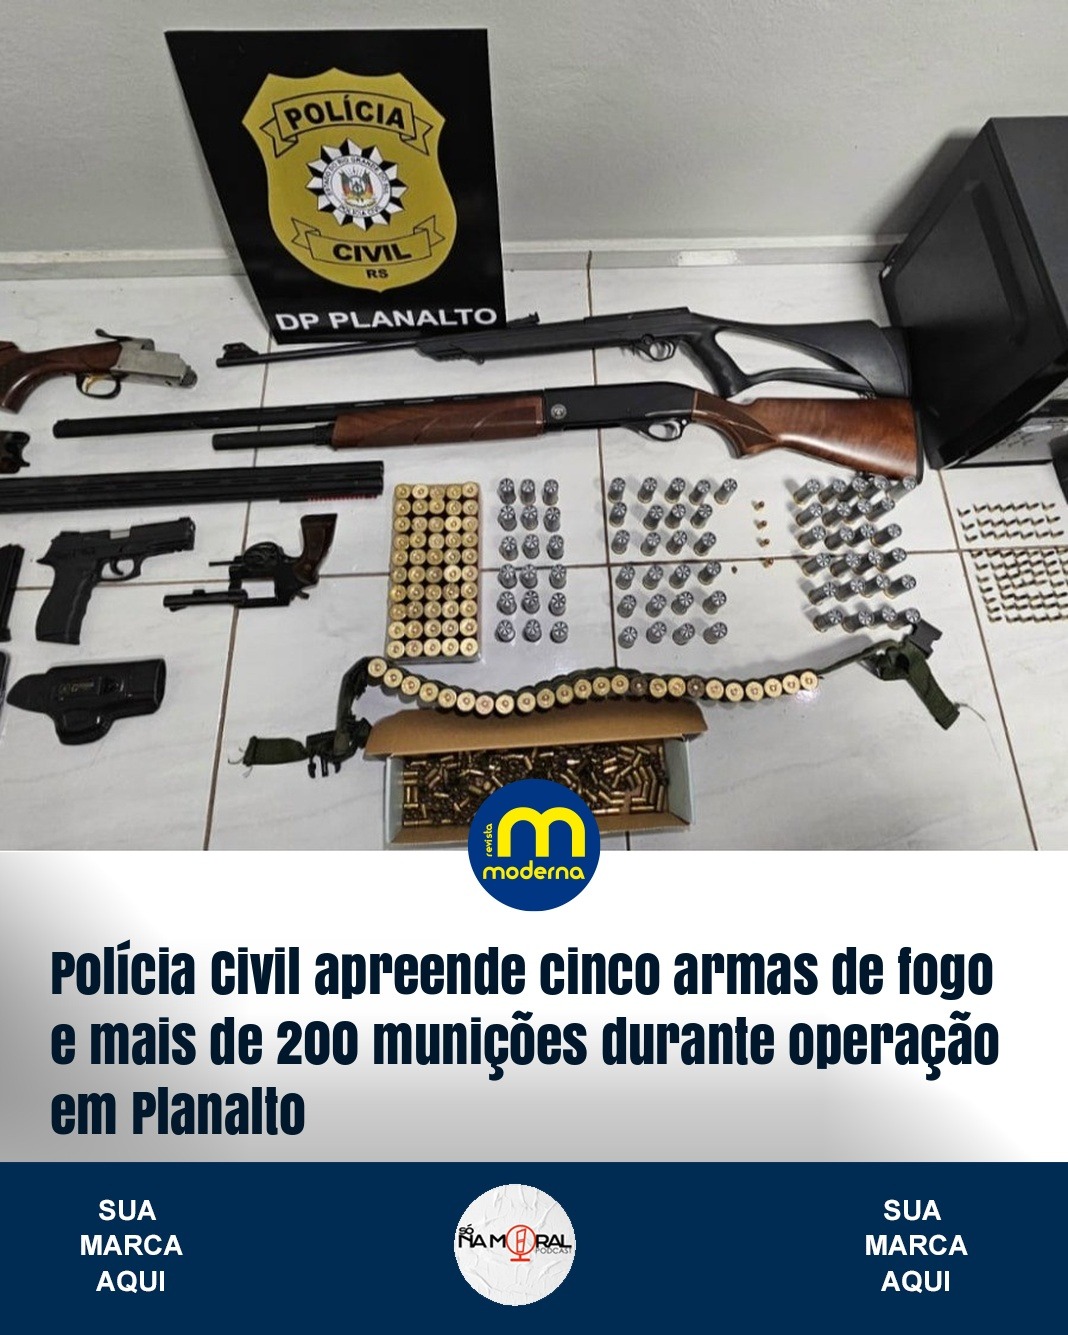 POLÍCIA
CIVIL
RS
DP PLANALTO
revista
m
moderna
Polícia Civil apreende cinco armas de fogo
e mais de 200 munições durante operação
em Planalto
SUA
MARCA
AQUI
SÓ
NA MORAL
PODCAST
SUA
MARCA
AQUI